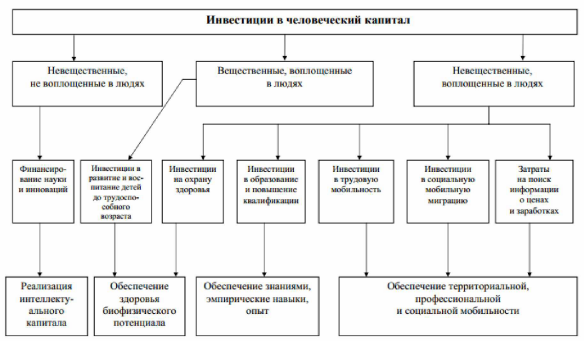 Инвестиции в человеческий капитал
Невещественные,
не воплощенные в людях
Вещественные, воплощенные
в людях
Невещественные,
воплощенные в людях
Финансиро-
вание науки
и инноваций
Инвестиции в
развитие и вос-
питание детей
до трудоспо-
собного
возраста
Инвестиции
на охрану
здоровья
Инвестиции
в образование
и повышение
квалификации
Инвестиции
в трудовую
мобильность
Инвестиции
в социальную
мобильную
миграцию
Затраты
на поиск
информации
о ценах
и заработках
Реализация
интеллекту-
ального
капитала
Обеспечение
здоровья
биофизического
потенциала
Обеспечение знаниями,
эмпирические навыки,
опыт
Обеспечение территориальной,
профессиональной
и социальной мобильности